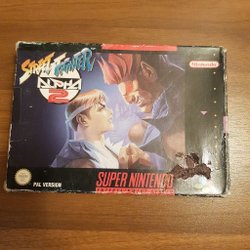 STREET FIGHTER
ALPHA
2
Nintendo
PAL VERSION
SUPER NINTENDO